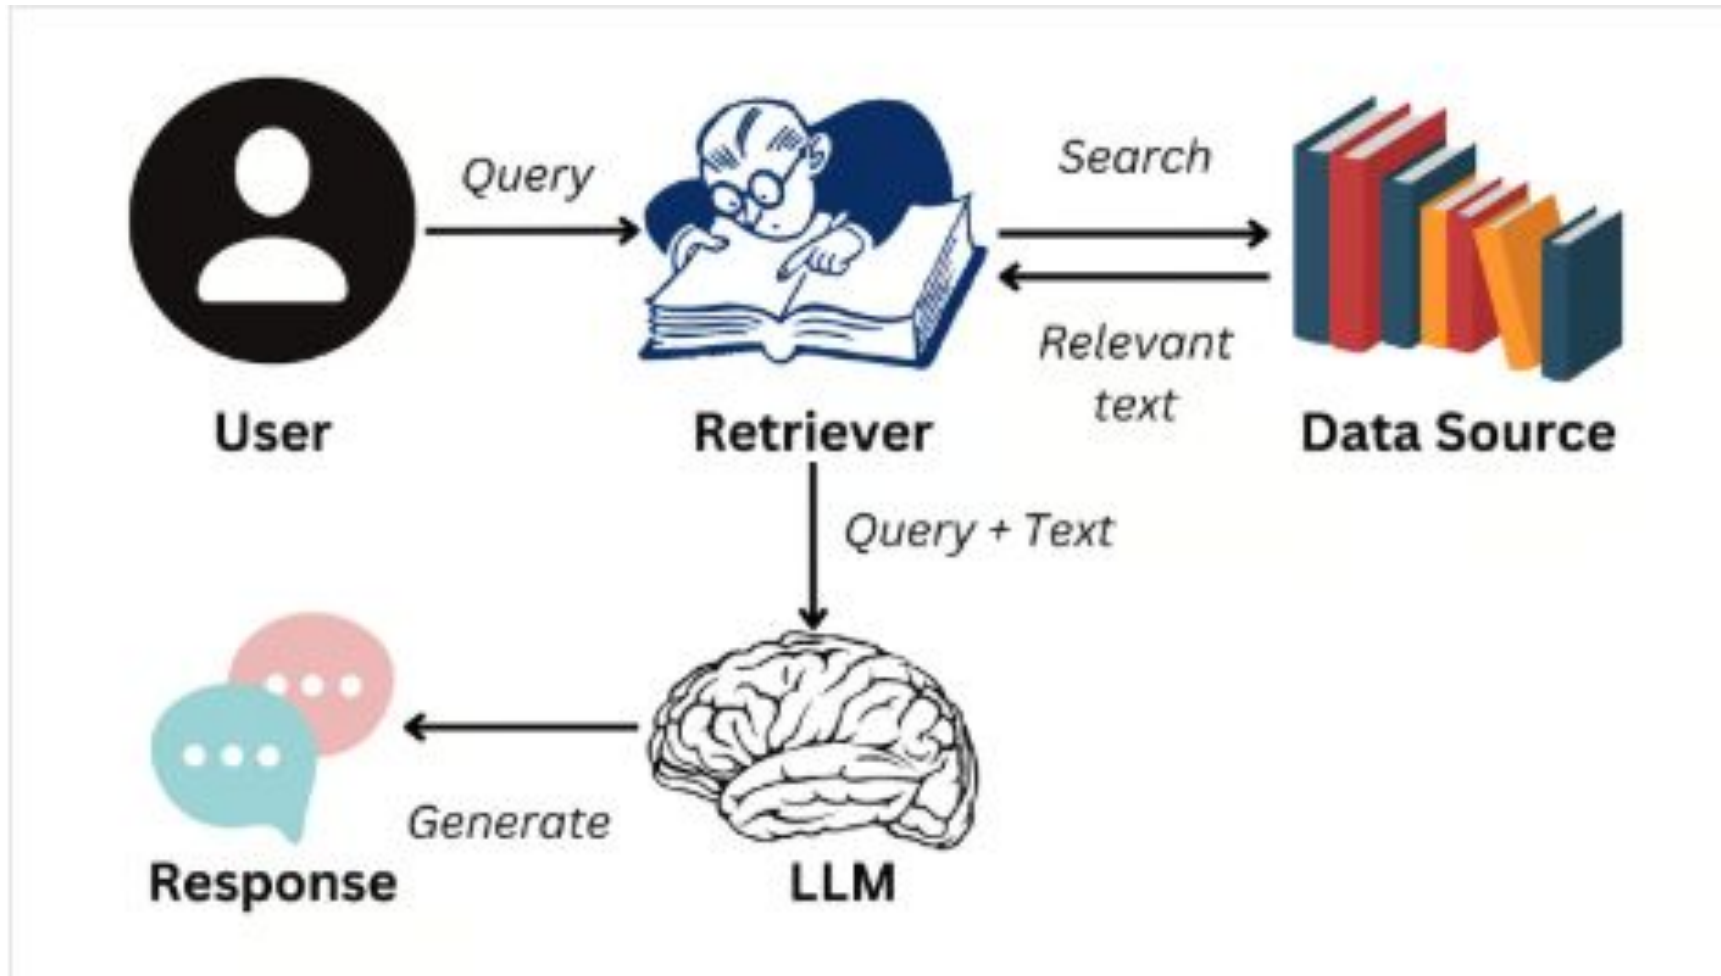 Query
Search
Relevant
text
User
Retriever
Data Source
Query + Text
Generate
Response
LLM